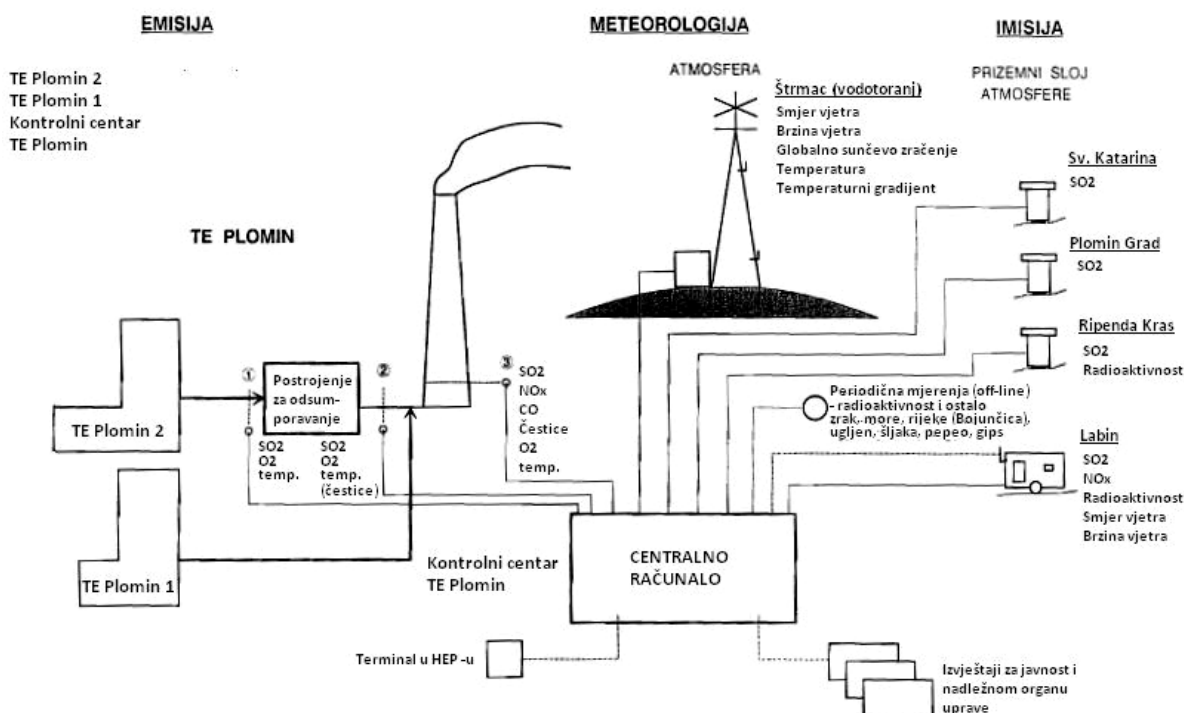 EMISIJA
METEOROLOGIJA
IMISIJA
TE Plomin 2
TE Plomin 1
Kontrolni centar
TE Plomin
ATMOSFERA
PRIZEMNI SLOJ
ATMOSFERE
Štrmac (vodotoranj)
Smjer vjetra
Brzina vjetra
Globalno sunčevo zračenje
Temperatura
Temperaturni gradijent
Sv. Katarina
SO2
Plomin Grad
SO2
Ripenda Kras
SO2
Radioaktivnost
TE PLOMIN
TE Plomin 2
①
Postrojenje
za odsum-
poravanje
②
SO2
O2
temp.
SO2
O2
temp.
(čestice)
③
SO2
NOx
CO
Čestice
O2
temp.
Periodična mjerenja (off-line)
- radioaktivnost i ostalo
zrak, more, rijeke (Bojunčica),
ugljen, šljaka, pepeo, gips
Labin
SO2
NOx
Radioaktivnost
Smjer vjetra
Brzina vjetra
TE Plomin 1
Kontrolni centar
TE Plomin
CENTRALNO
RAČUNALO
Terminal u HEP -u
Izvještaji za javnost i
nadležnom organu
uprave